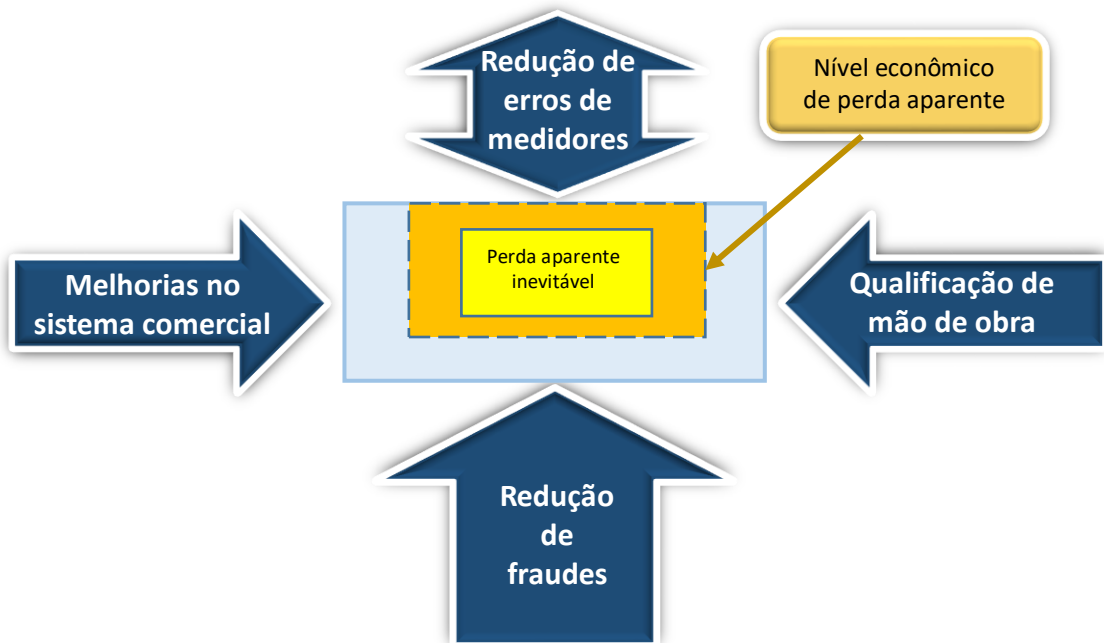 Redução de
erros de
medidores
Nível econômico
de perda aparente
Melhorias no
sistema comercial
Perda aparente
inevitável
Qualificação de
mão de obra
Redução
de
fraudes